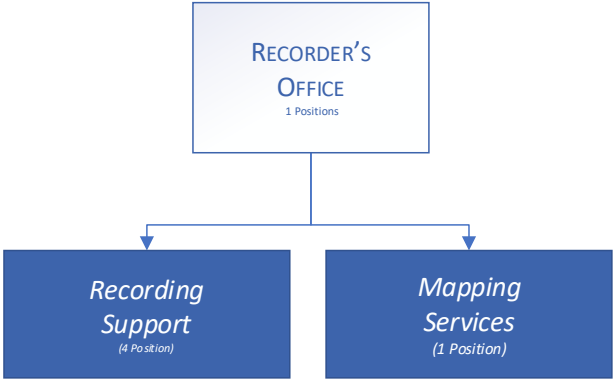 RECORDER'S
OFFICE
1 Positions
Recording
Support
(4 Position)
Mapping
Services
(1 Position)